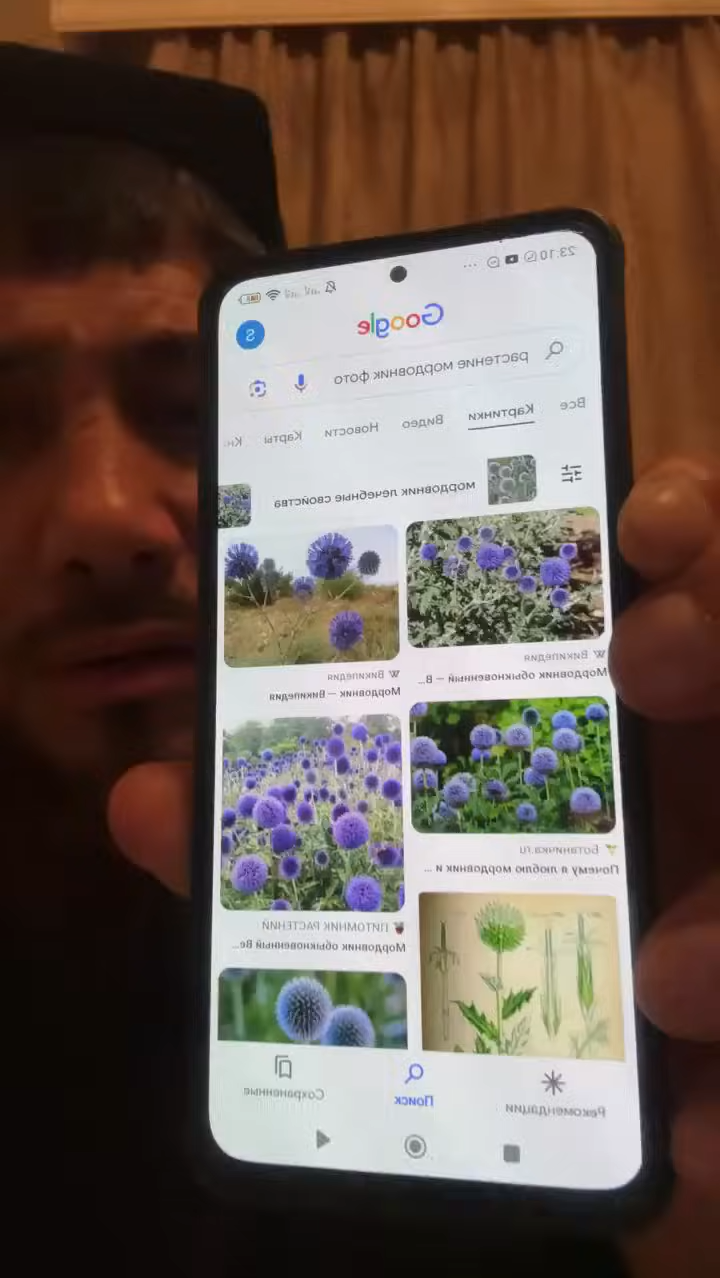 23:10
Google
S
растение мордовник фото
Все Картинки Видео Новости Карты Кн
мордовник лечебные свойства
Википедия
Мордовник обыкновенный — В...
Википедия
Мордовник — Википедия
Ботаничка.ru
Почему я люблю мордовник и ...
ПИТОМНИК РАСТЕНИЙ
Мордовник обыкновенный Ве...
Рекомендации Поиск Сохраненные